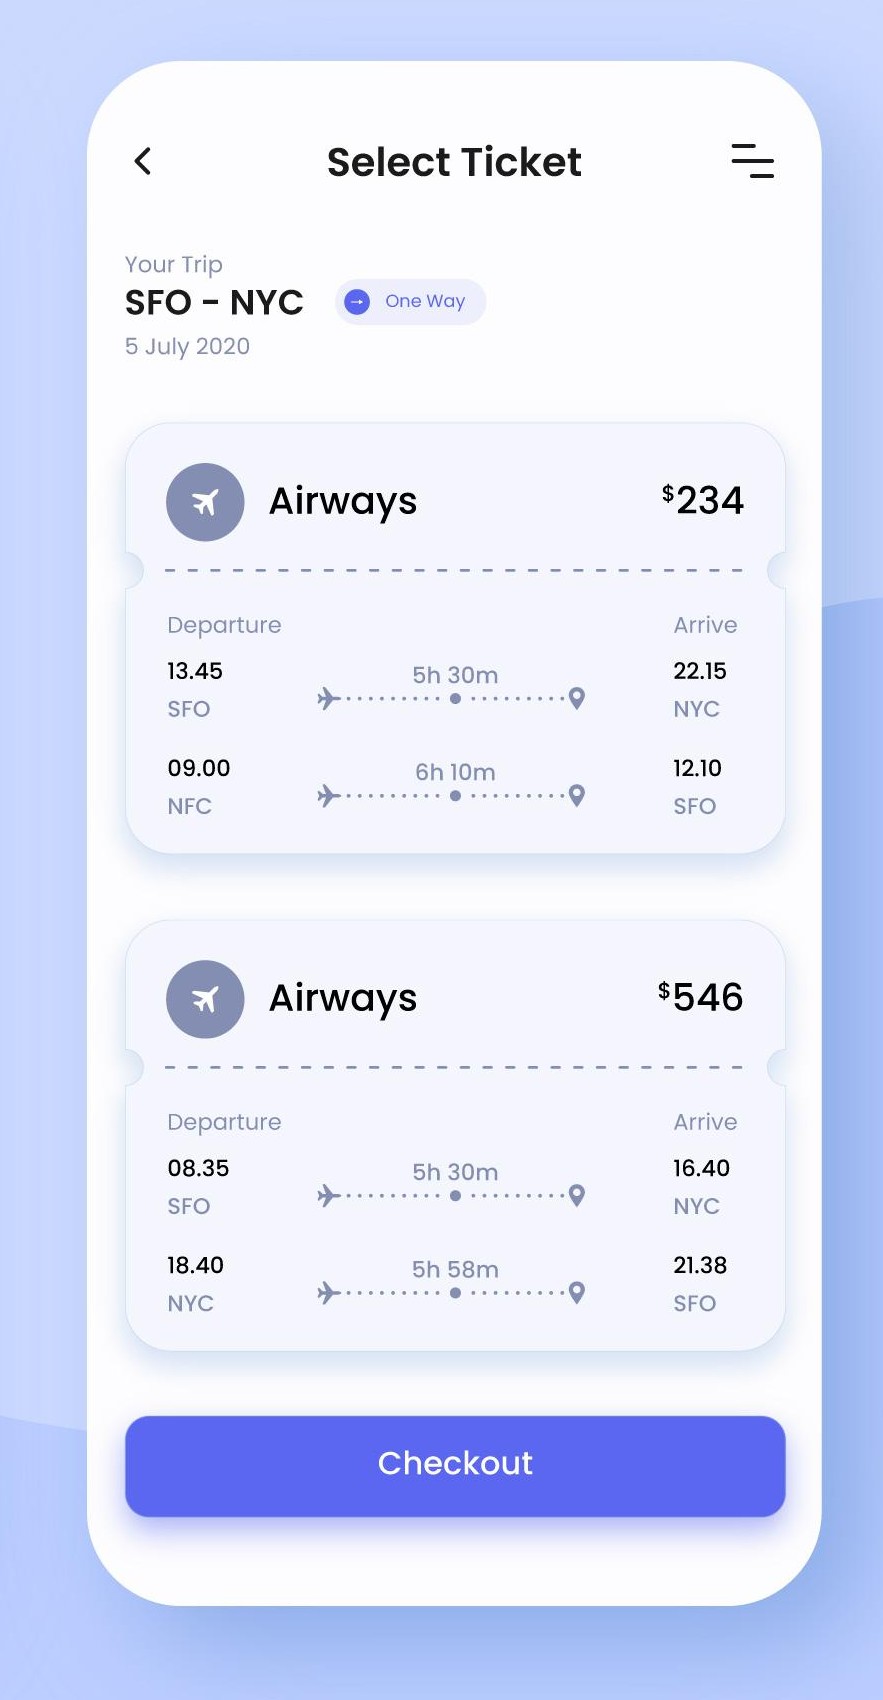 Select Ticket
Your Trip
SFO - NYC
One Way
5 July 2020
Airways
$234
Departure
Arrive
13.45
5h 30m
22.15
SFO
NYC
09.00
6h 10m
12.10
NFC
SFO
Airways
$546
Departure
Arrive
08.35
5h 30m
16.40
SFO
NYC
18.40
5h 58m
21.38
NYC
SFO
Checkout